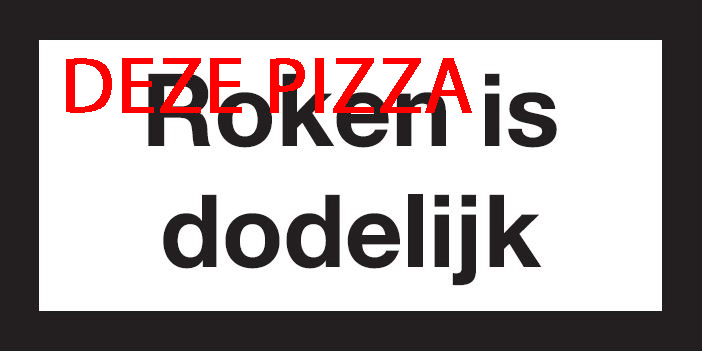 DEZE PIZZA
Roken is
dodelijk